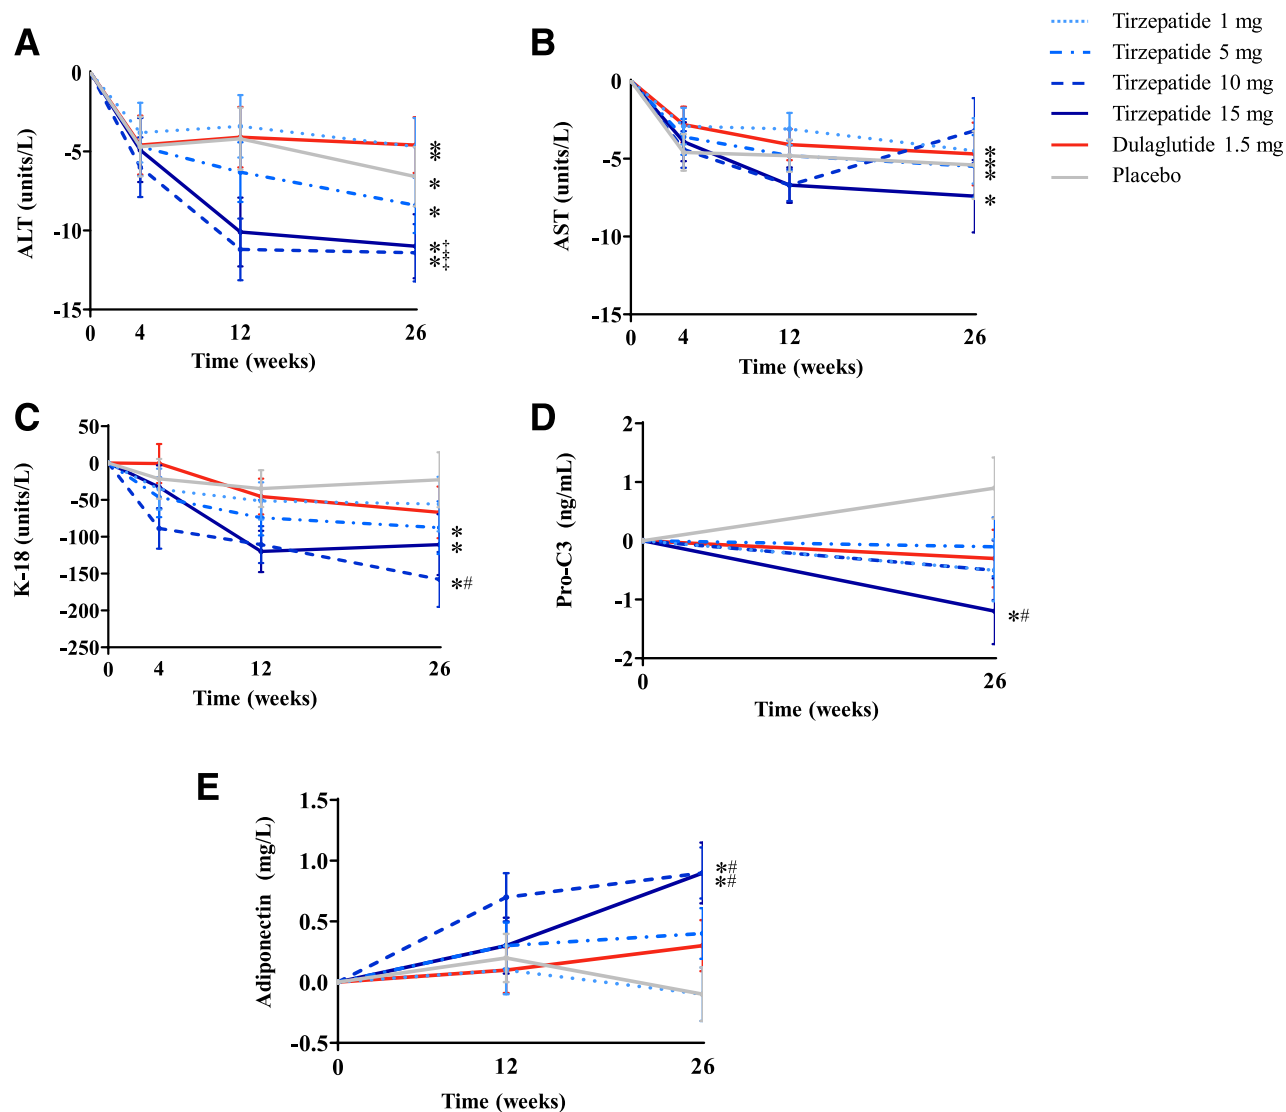 A
ALT (units/L)
0
-5
-10
-15
0 4 12 26
Time (weeks)
*
*
*
*
*‡
*‡
B
AST (units/L)
0
-5
-10
-15
0 4 12 26
Time (weeks)
*
*
*
*
Tirzepatide 1 mg
Tirzepatide 5 mg
Tirzepatide 10 mg
Tirzepatide 15 mg
Dulaglutide 1.5 mg
Placebo
C
K-18 (units/L)
50
0
-50
-100
-150
-200
-250
0 4 12 26
Time (weeks)
*
*
*#
D
Pro-C3 (ng/mL)
2
1
0
-1
-2
0 26
Time (weeks)
*#
E
Adiponectin (mg/L)
1.5
1.0
0.5
0.0
-0.5
0 12 26
Time (weeks)
*#
*#